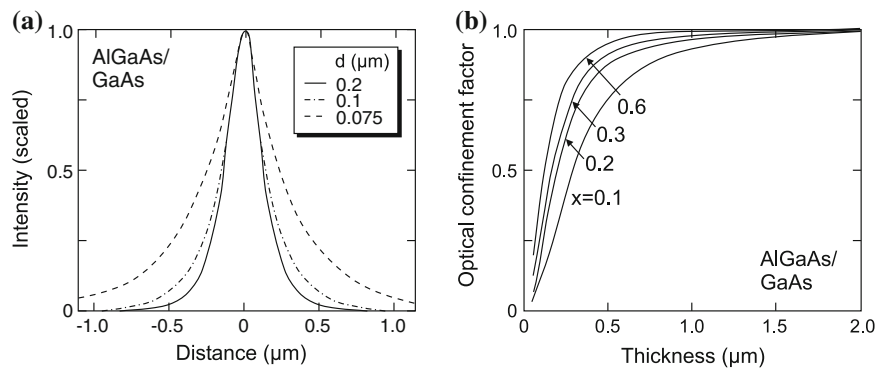 (a)
1.0
0.5
0
Intensity (scaled)
AlGaAs/
GaAs
d (µm)
0.2
0.1
0.075
-1.0 -0.5 0 0.5 1.0
Distance (µm)
(b)
1.0
0.5
0
Optical confinement factor
0.6
0.3
0.2
x=0.1
AlGaAs/
GaAs
0 0.5 1.0 1.5 2.0
Thickness (µm)